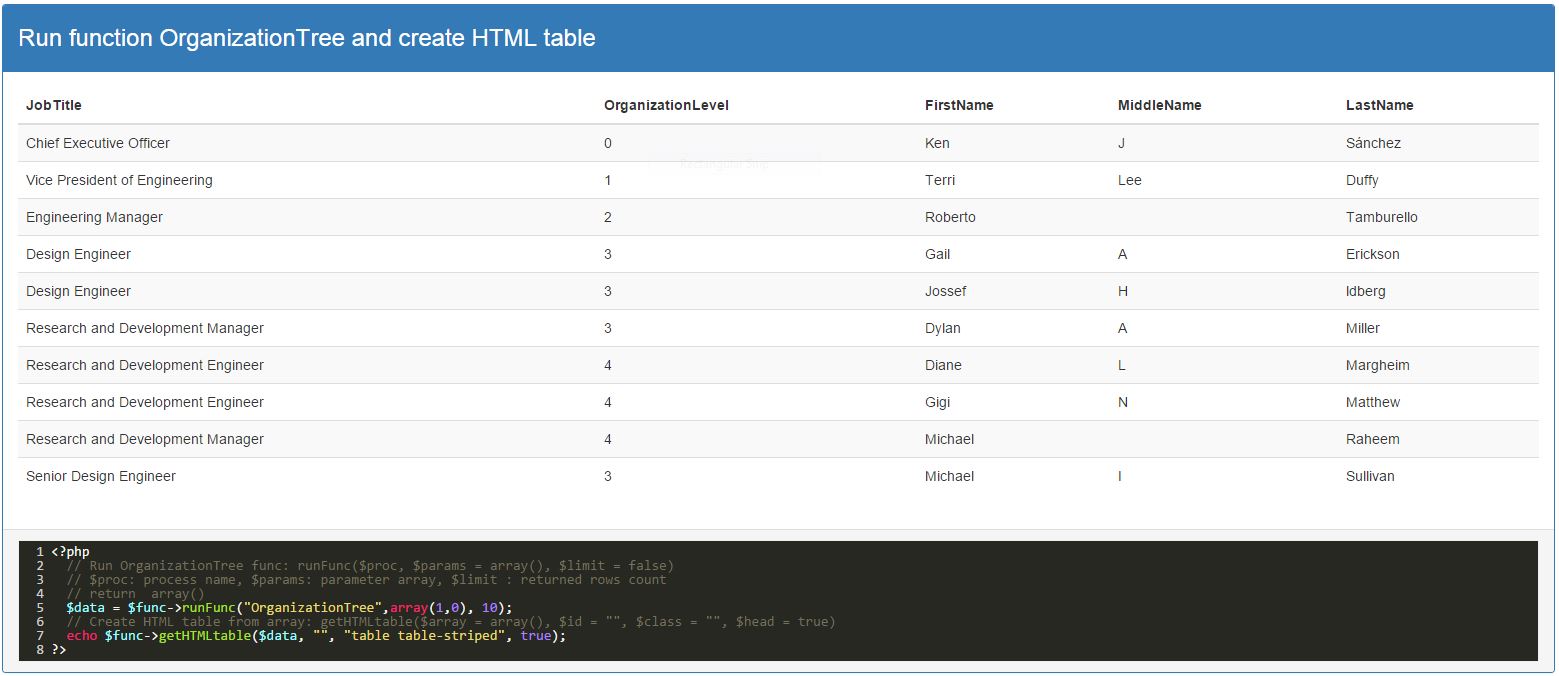 Run function OrganizationTree and create HTML table
JobTitle OrganizationLevel FirstName MiddleName LastName
Chief Executive Officer 0 Ken J Sánchez
Vice President of Engineering 1 Terri Lee Duffy
Engineering Manager 2 Roberto Tamburello
Design Engineer 3 Gail A Erickson
Design Engineer 3 Jossef H ldberg
Research and Development Manager 3 Dylan A Miller
Research and Development Engineer 4 Diane L Margheim
Research and Development Engineer 4 Gigi N Matthew
Research and Development Manager 4 Michael Raheem
Senior Design Engineer 3 Michael I Sullivan
1 <?php
2 // Run OrganizationTree func: runFunc($proc, $params = array(), $limit = false)
3 // $proc: process name, $params: parameter array, $limit : returned rows count
4 // return  array()
5 $data = $func->runFunc("OrganizationTree",array(1,0), 10);
6 // Create HTML table from array: getHTMLtable($array = array(), $id = "", $class = "", $head = true)
7 echo $func->getHTMLtable($data, "", "table table-striped", true);
8 ?>